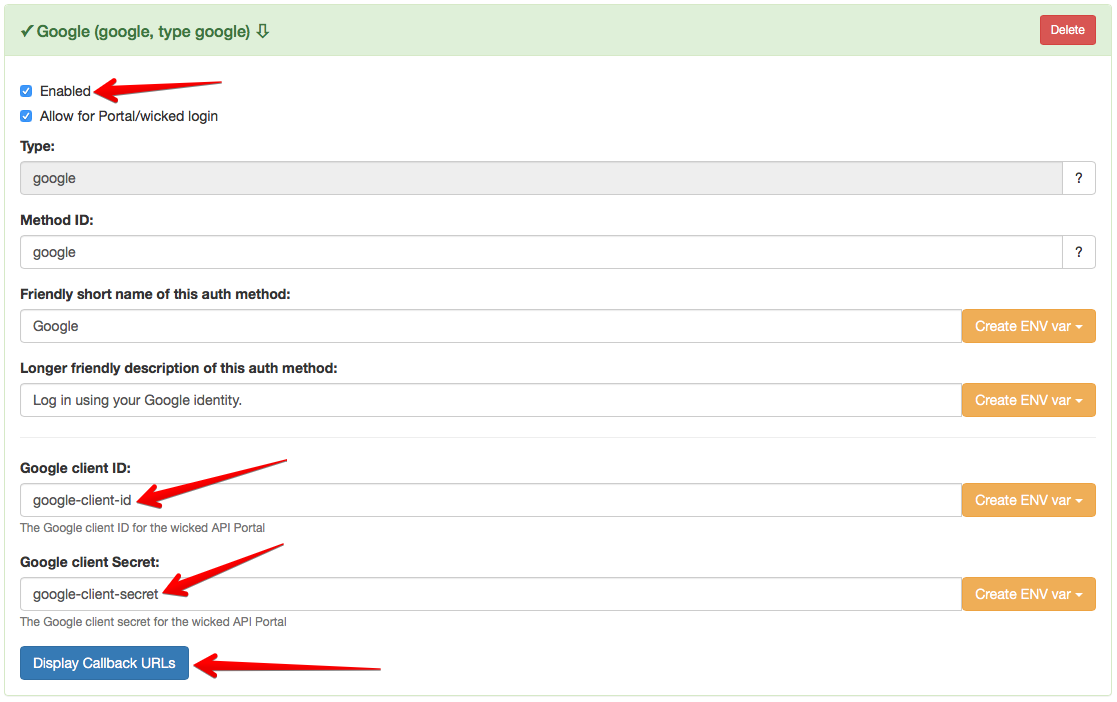 ✔Google (google, type google) ⇩
Delete
Enabled
Allow for Portal/wicked login
Type:
google
?
Method ID:
google
?
Friendly short name of this auth method:
Google
Create ENV var
Longer friendly description of this auth method:
Log in using your Google identity.
Create ENV var
Google client ID:
google-client-id
Create ENV var
The Google client ID for the wicked API Portal
Google client Secret:
google-client-secret
Create ENV var
The Google client secret for the wicked API Portal
Display Callback URLs